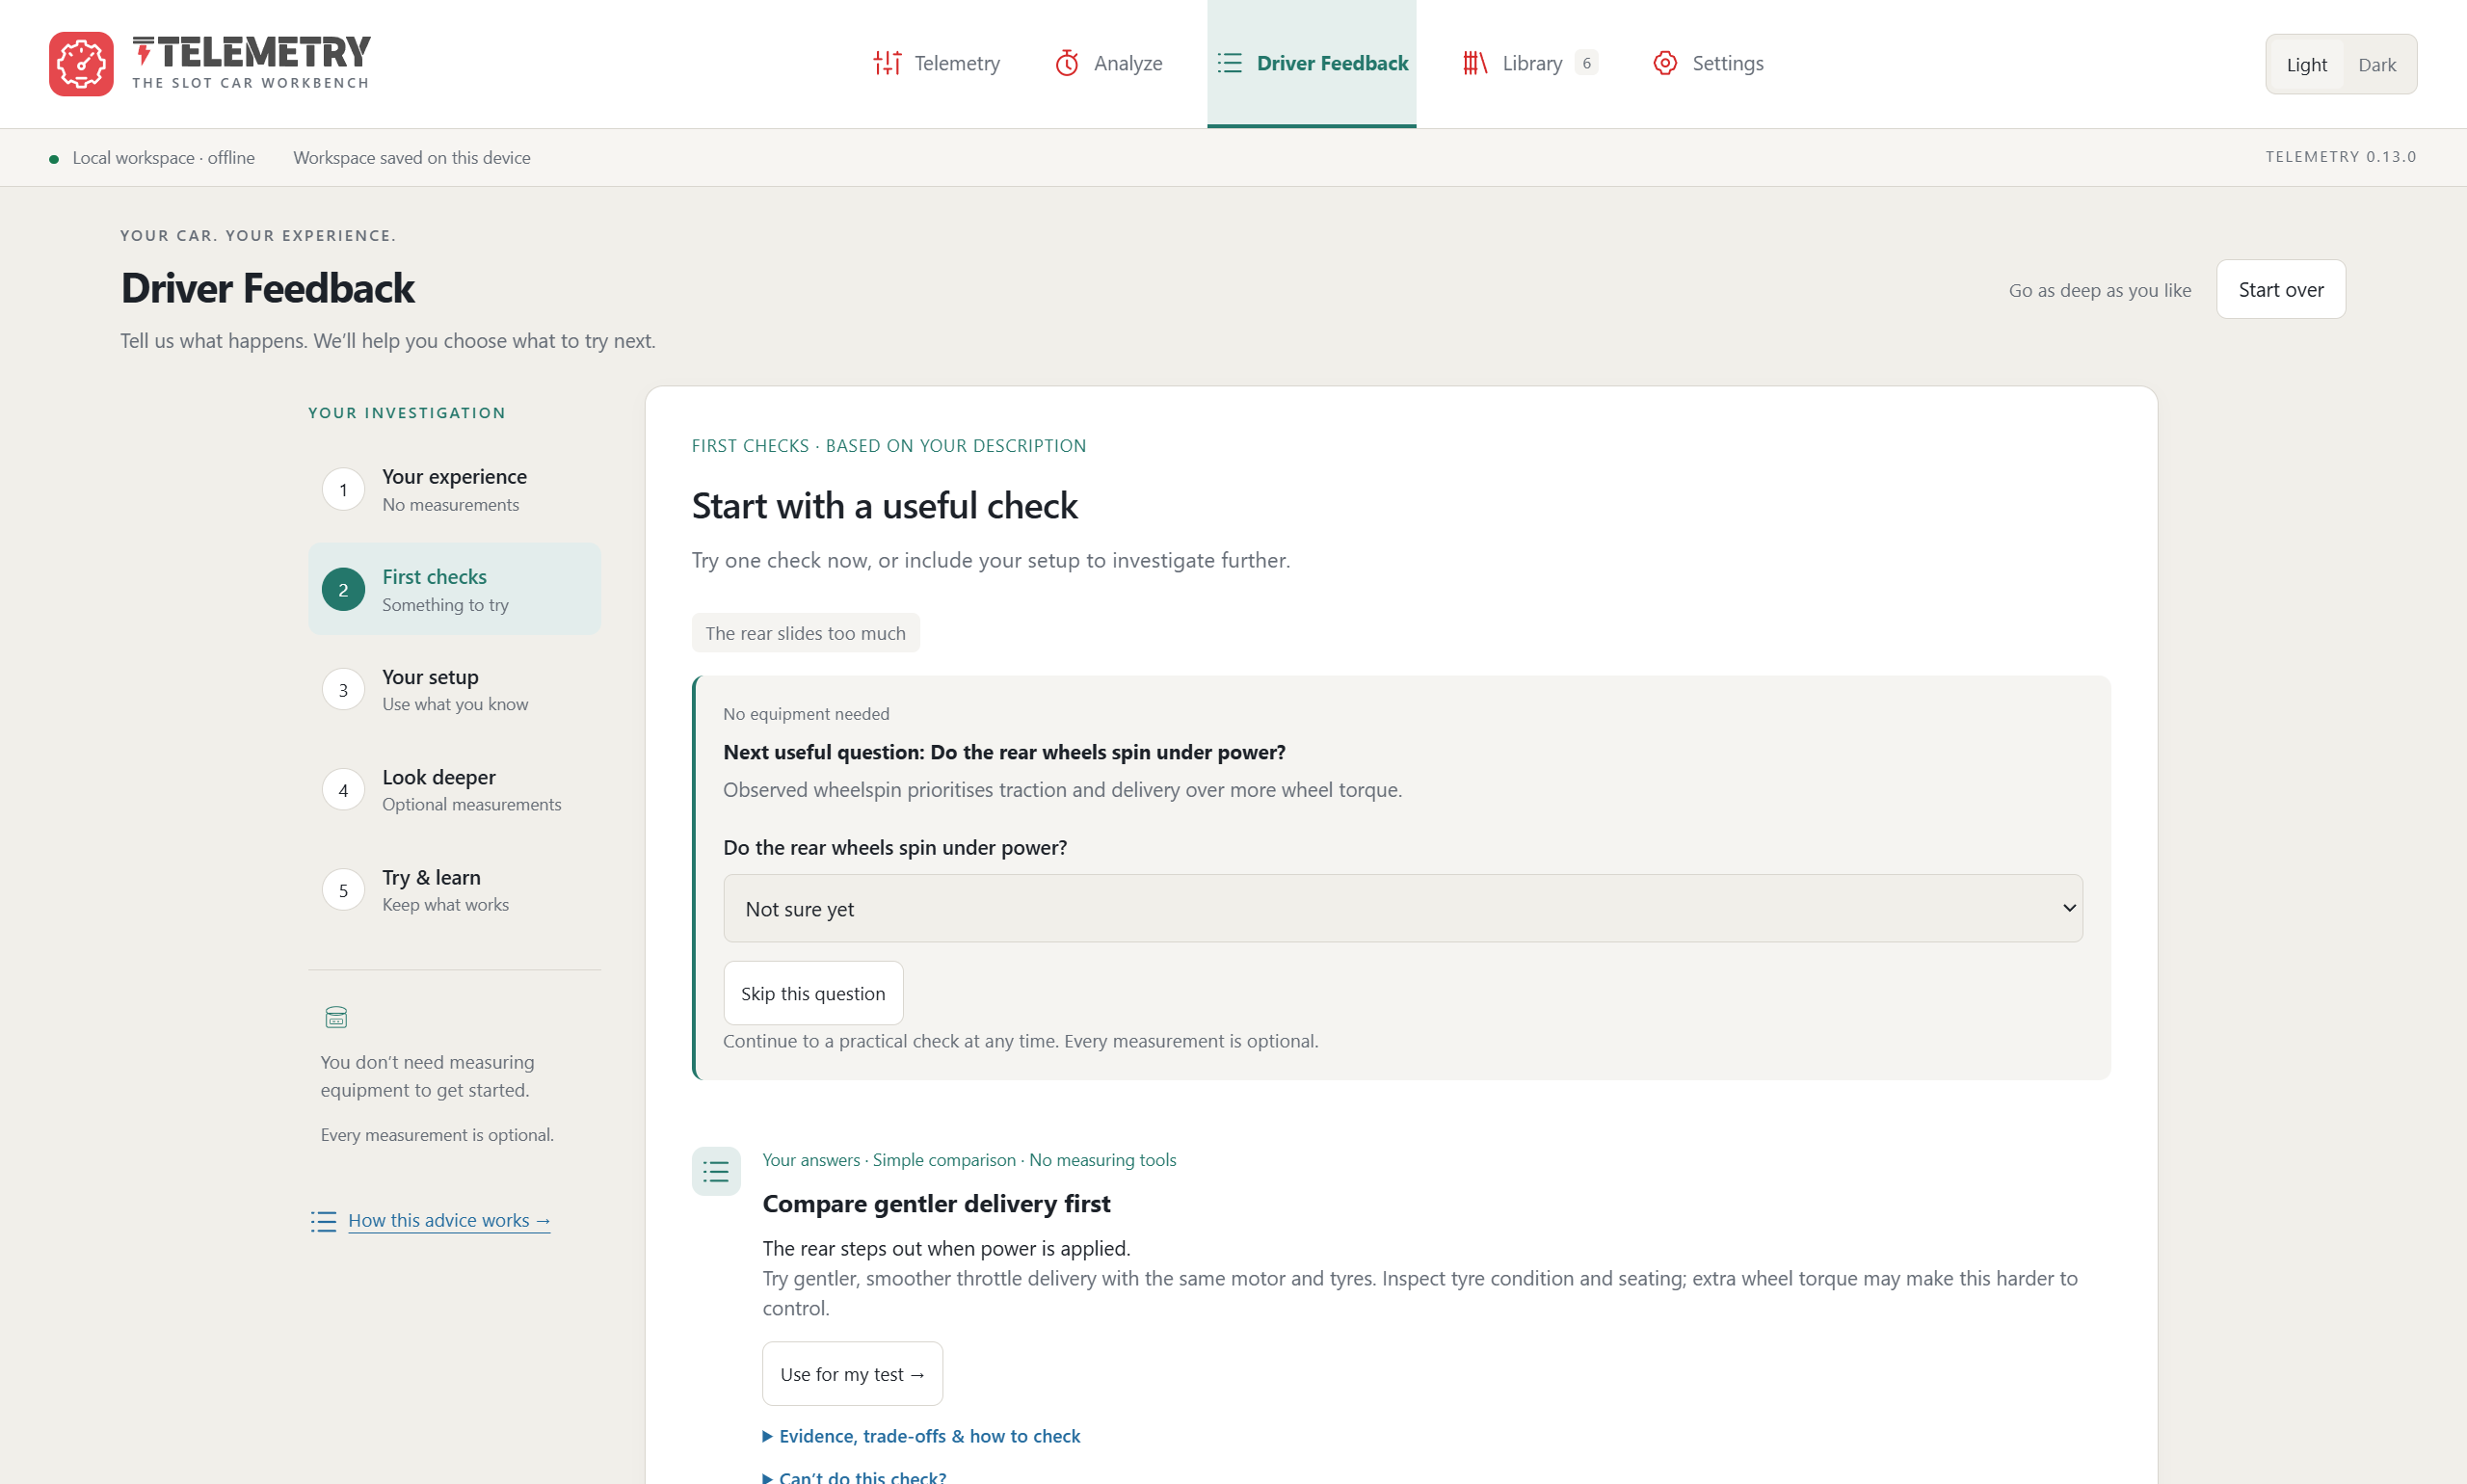 TELEMETRY
THE SLOT CAR WORKBENCH
Telemetry
Analyze
Driver Feedback
Library 6
Settings
Light Dark
Local workspace · offline
Workspace saved on this device
TELEMETRY 0.13.0
YOUR CAR. YOUR EXPERIENCE.
Driver Feedback
Tell us what happens. We’ll help you choose what to try next.
Go as deep as you like
Start over
YOUR INVESTIGATION
1
Your experience
No measurements
2
First checks
Something to try
3
Your setup
Use what you know
4
Look deeper
Optional measurements
5
Try & learn
Keep what works
You don’t need measuring
equipment to get started.
Every measurement is optional.
How this advice works →
FIRST CHECKS · BASED ON YOUR DESCRIPTION
Start with a useful check
Try one check now, or include your setup to investigate further.
The rear slides too much
No equipment needed
Next useful question: Do the rear wheels spin under power?
Observed wheelspin prioritises traction and delivery over more wheel torque.
Do the rear wheels spin under power?
Not sure yet
Skip this question
Continue to a practical check at any time. Every measurement is optional.
Your answers · Simple comparison · No measuring tools
Compare gentler delivery first
The rear steps out when power is applied.
Try gentler, smoother throttle delivery with the same motor and tyres. Inspect tyre condition and seating; extra wheel torque may make this harder to
control.
Use for my test →
Evidence, trade-offs & how to check
Can’t do this check?